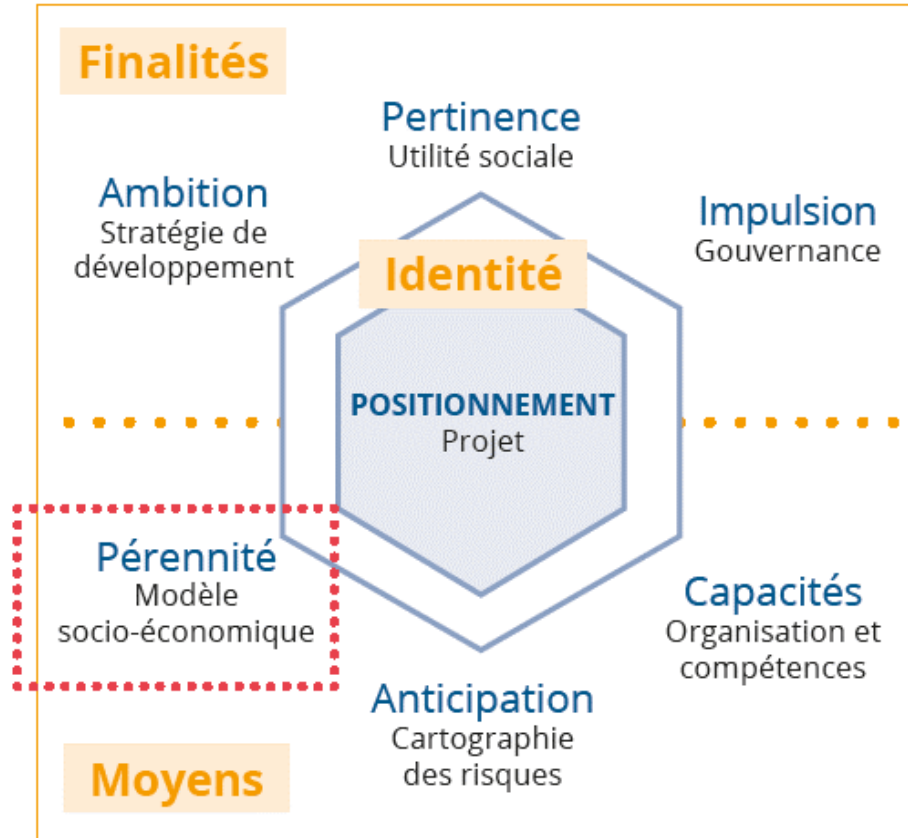 Finalités
Pertinence
Utilité sociale
Ambition
Stratégie de
développement
Impulsion
Gouvernance
Identité
POSITIONNEMENT
Projet
Pérennité
Modèle
socio-économique
Capacités
Organisation et
compétences
Anticipation
Cartographie
des risques
Moyens